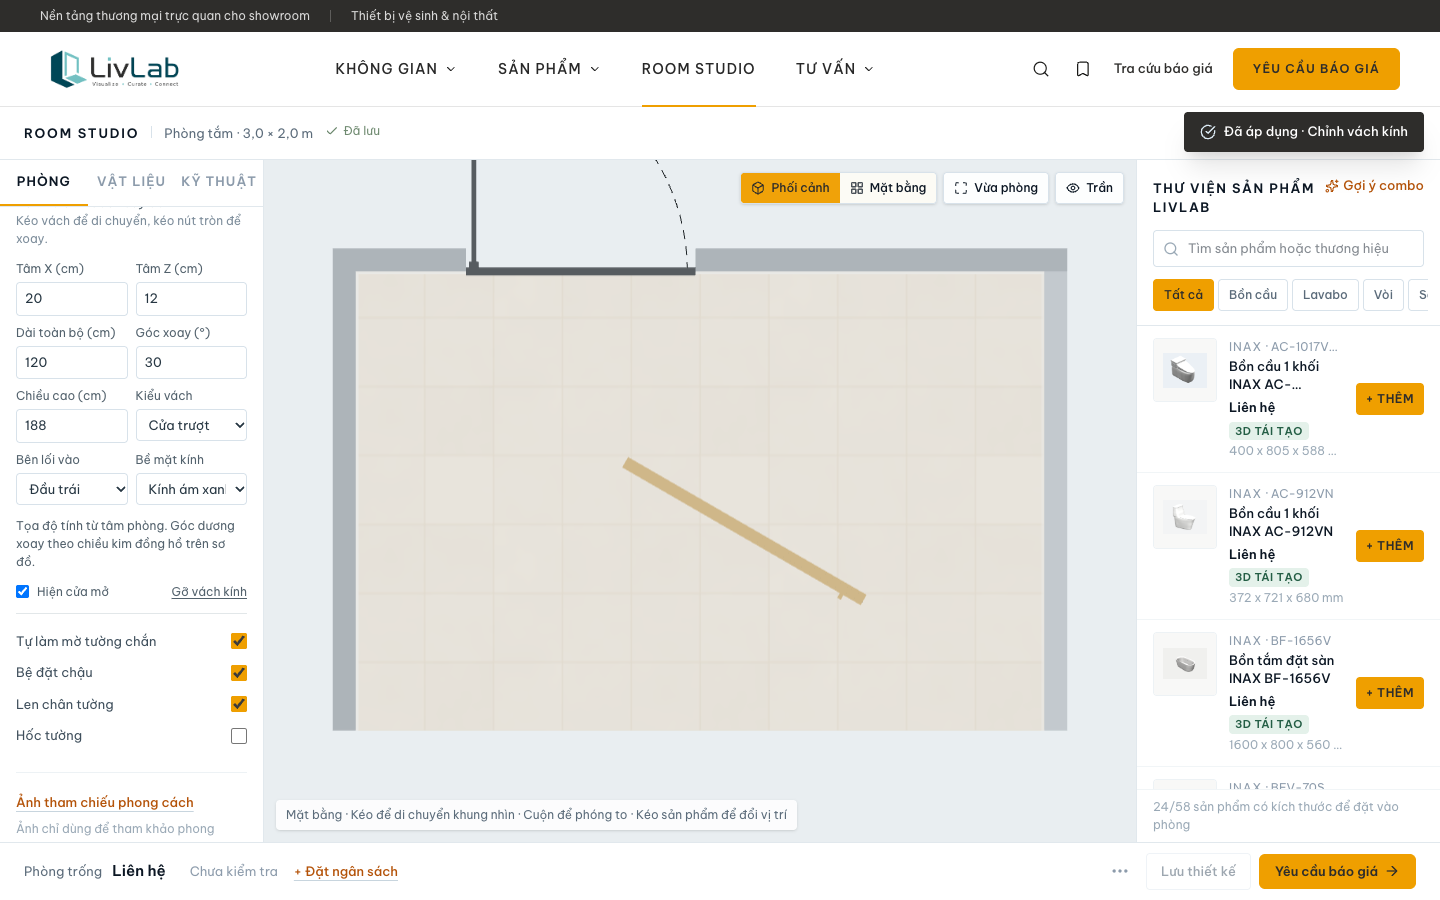 Nền tảng thương mại trực quan cho showroom
Thiết bị vệ sinh & nội thất
LivLab
Visualize • Curate • Connect
KHÔNG GIAN
SẢN PHẨM
ROOM STUDIO
TƯ VẤN
Tra cứu báo giá
YÊU CẦU BÁO GIÁ
ROOM STUDIO
Phòng tắm · 3,0 × 2,0 m
Đã lưu
Đã áp dụng · Chỉnh vách kính
PHÒNG
VẬT LIỆU
KỸ THUẬT
Kéo vách để di chuyển, kéo nút tròn để
xoay.
Tâm X (cm)
Tâm Z (cm)
20
12
Dài toàn bộ (cm)
Góc xoay (°)
120
30
Chiều cao (cm)
Kiểu vách
188
Cửa trượt
Bên lối vào
Bề mặt kính
Đầu trái
Kính ám xanh
Tọa độ tính từ tâm phòng. Góc dương
xoay theo chiều kim đồng hồ trên sơ
đồ.
Hiện cửa mở
Gỡ vách kính
Tự làm mờ tường chắn
Bệ đặt chậu
Len chân tường
Hốc tường
Ảnh tham chiếu phong cách
Ảnh chỉ dùng để tham khảo phong
Phối cảnh
Mặt bằng
Vừa phòng
Trần
Mặt bằng · Kéo để di chuyển khung nhìn · Cuộn để phóng to · Kéo sản phẩm để đổi vị trí
THƯ VIỆN SẢN PHẨM
LIVLAB
Gợi ý combo
Tìm sản phẩm hoặc thương hiệu
Tất cả
Bồn cầu
Lavabo
Vòi
INAX · AC-1017V...
Bồn cầu 1 khối
INAX AC-...
Liên hệ
3D TÁI TẠO
400 x 805 x 588 ...
+ THÊM
INAX · AC-912VN
Bồn cầu 1 khối
INAX AC-912VN
Liên hệ
3D TÁI TẠO
372 x 721 x 680 mm
+ THÊM
INAX · BF-1656V
Bồn tắm đặt sàn
INAX BF-1656V
Liên hệ
3D TÁI TẠO
1600 x 800 x 560 ...
+ THÊM
INAX · BFV-70S
24/58 sản phẩm có kích thước để đặt vào
phòng
Phòng trống
Liên hệ
Chưa kiểm tra
+ Đặt ngân sách
Lưu thiết kế
Yêu cầu báo giá